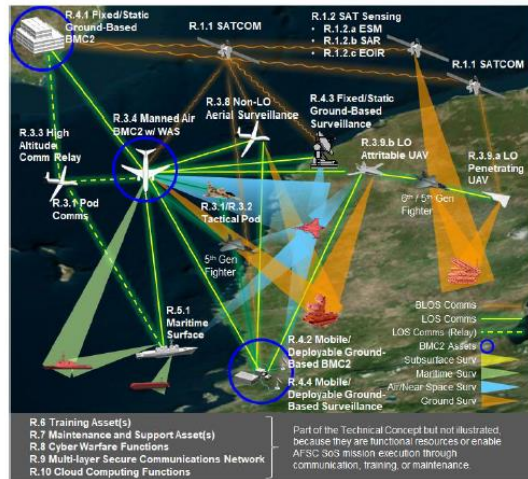 R.4.1 Fixed/Static
Ground-Based
BMC2
R.1.1 SATCOM
R.1.2 SAT Sensing
• R.1.2.a ESM
• R.1.2.b SAR
• R.1.2.c EOIR
R.1.1 SATCOM
R.3.3 High
Altitude
Comm Relay
R.3.4 Manned Air
BMC2 w/ WAS
R.3.8 Non-LO
Aerial Surveillance
R.4.3 Fixed/Static
Ground-Based
Surveillance
R.3.9.b LO
Attritable UAV
R.3.9.a LO
Penetrating
UAV
R.3.1 Pod
Comms
R.3.1/R.3.2
Tactical Pod
6th / 5th Gen
Fighter
5th Gen
Fighter
R.5.1
Maritime
Surface
R.4.2 Mobile/
Deployable Ground-
Based BMC2
R.4.4 Mobile/
Deployable Ground-
Based Surveillance
BLOS Comms
LOS Comms
LOS Comms (Relay)
BMC2 Assets
Subsurface Surv
Maritime Surv
Air/Near Space Surv
Ground Surv
R.6 Training Asset(s)
R.7 Maintenance and Support Asset(s)
R.8 Cyber Warfare Functions
R.9 Multi-layer Secure Communications Network
R.10 Cloud Computing Functions
Part of the Technical Concept but not illustrated,
because they are functional resources or enable
AFSC SoS mission execution through
communication, training, or maintenance.